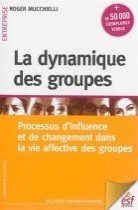 ENTREPRISE
ROGER MUCCHIELLI
+ de 50 000
EXEMPLAIRES
VENDUS
La dynamique
des groupes
Processus d'influence
et de changement dans
la vie affective des groupes
esf